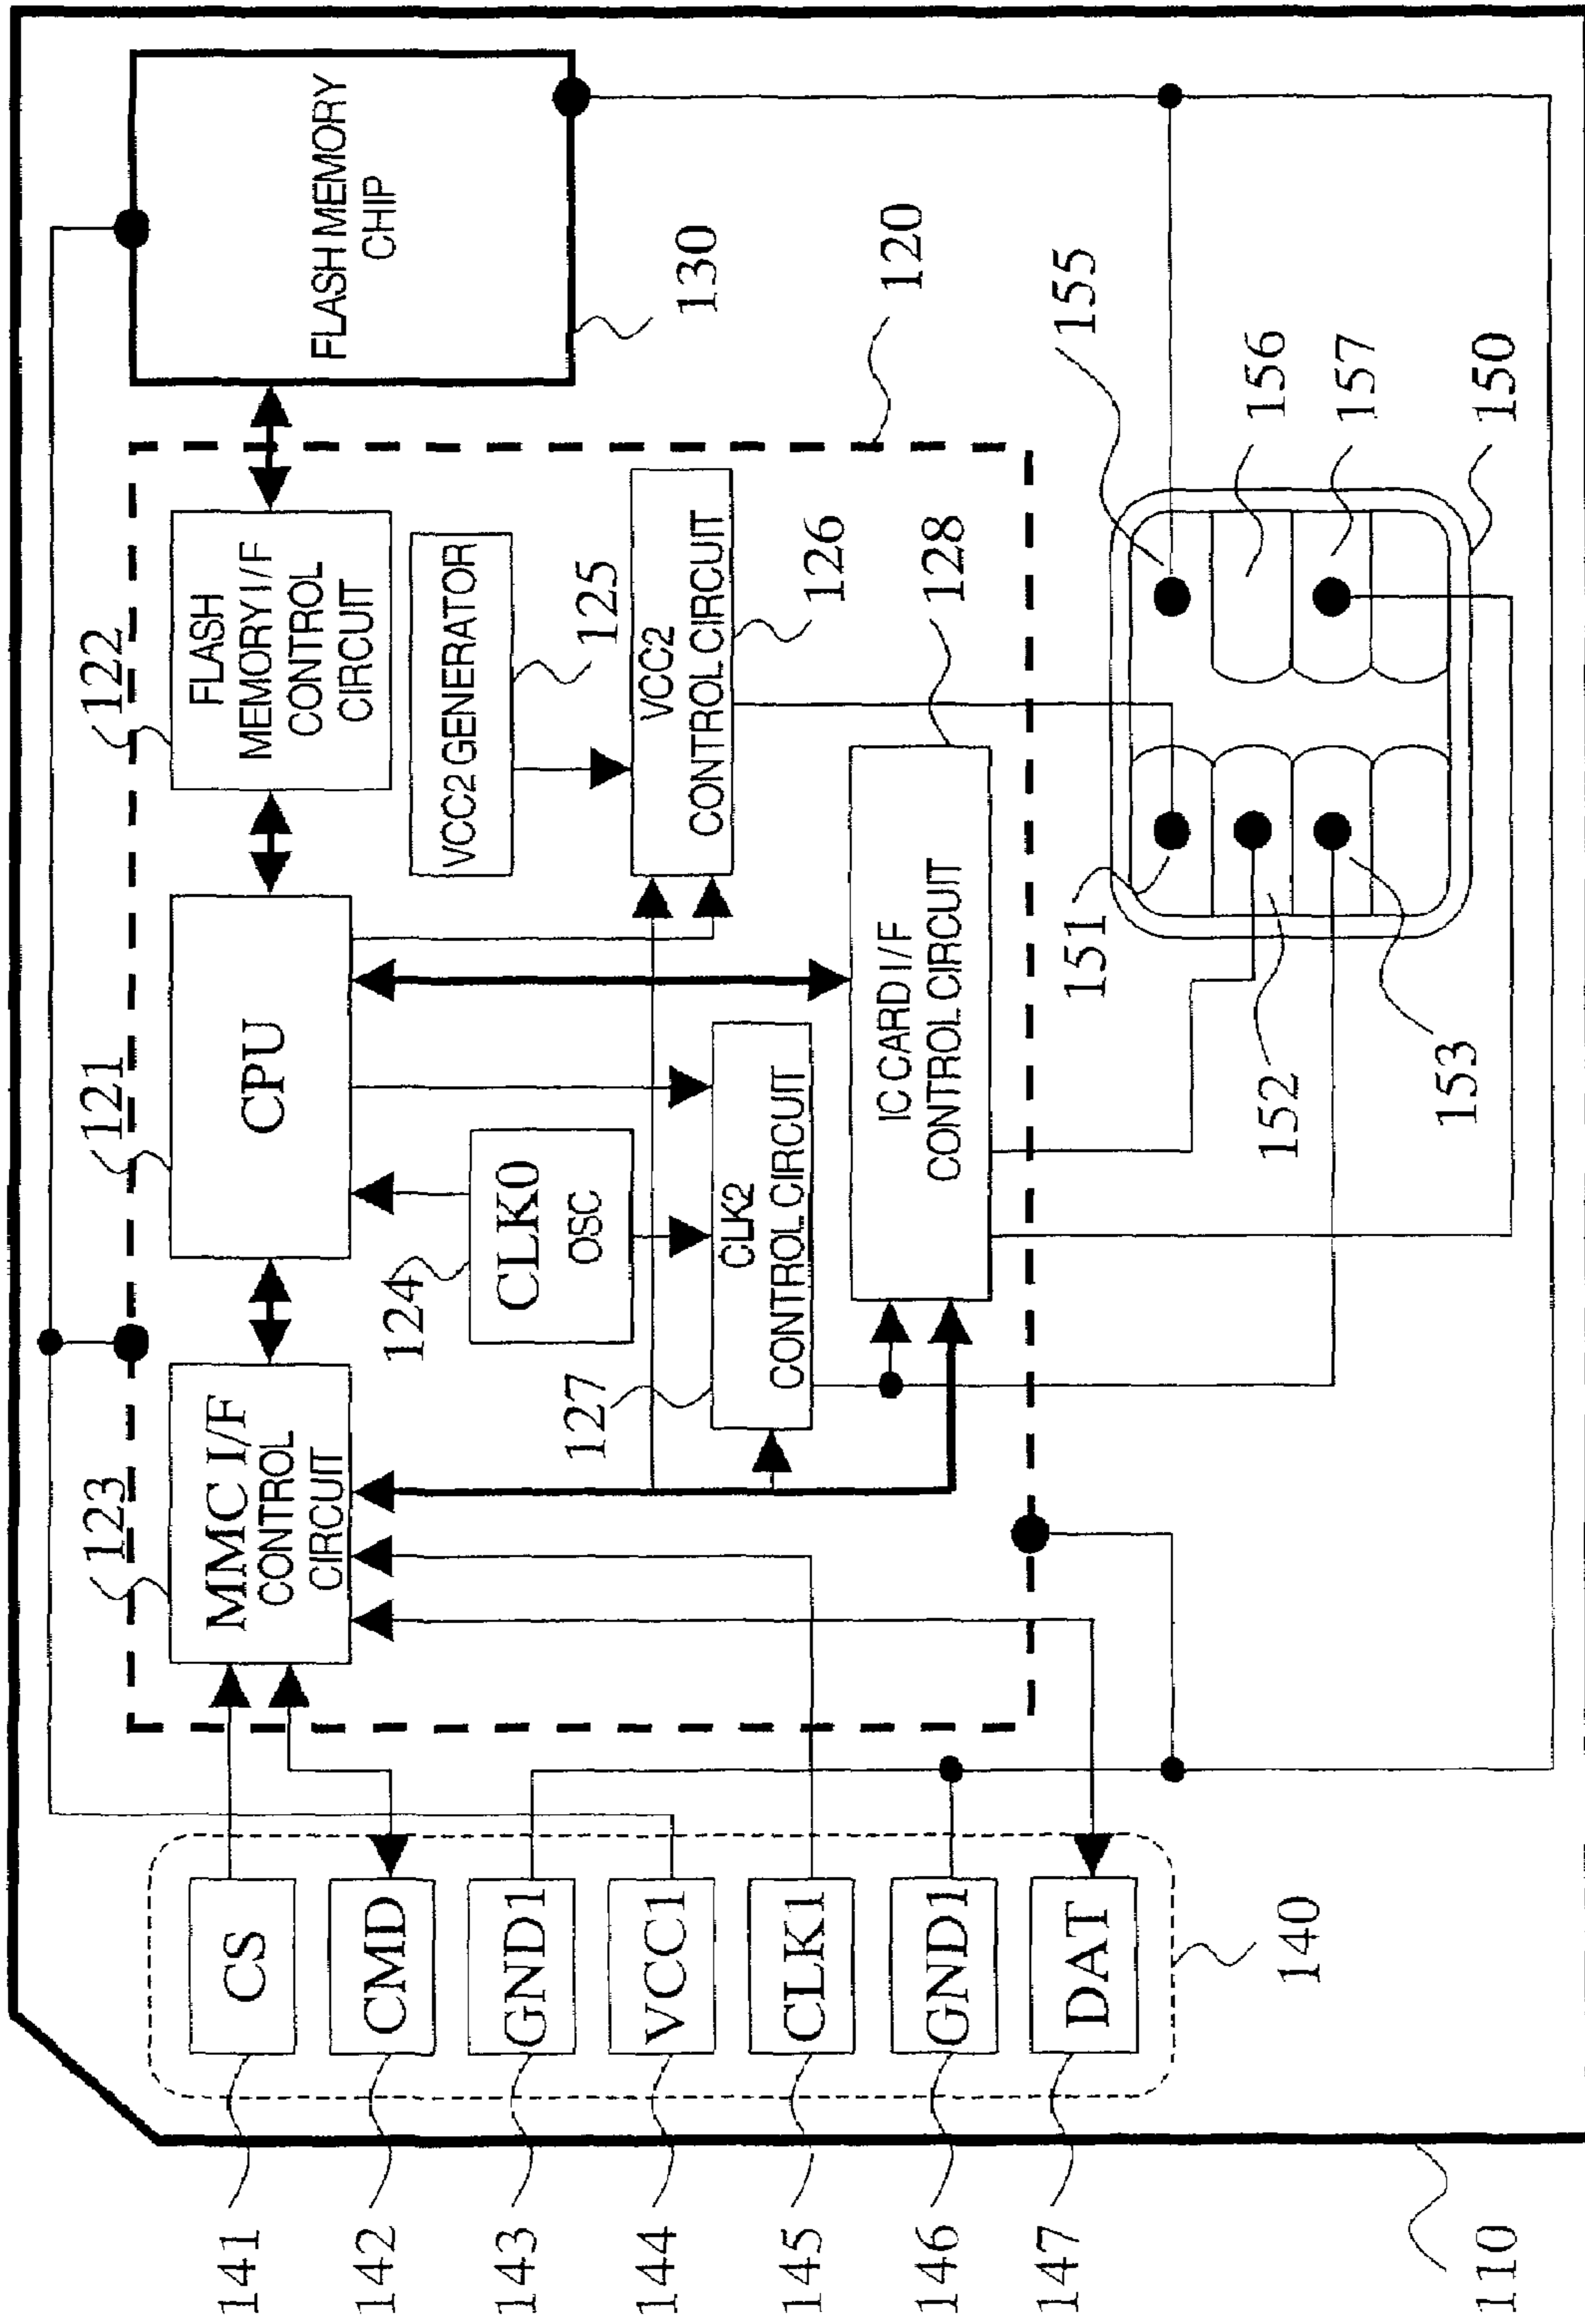 123
121
122
MMC I/F
CONTROL
CIRCUIT
CPU
FLASH
MEMORY I/F
CONTROL
CIRCUIT
FLASH MEMORY
CHIP
130
120
124
CLK0
OSC
VCC2 GENERATOR
125
127
CLK2
CONTROL CIRCUIT
VCC2
CONTROL CIRCUIT
126
IC CARD I/F
CONTROL CIRCUIT
128
141
CS
142
CMD
143
GND1
144
VCC1
145
CLK1
146
GND1
147
DAT
140
151
152
153
155
156
157
150
110